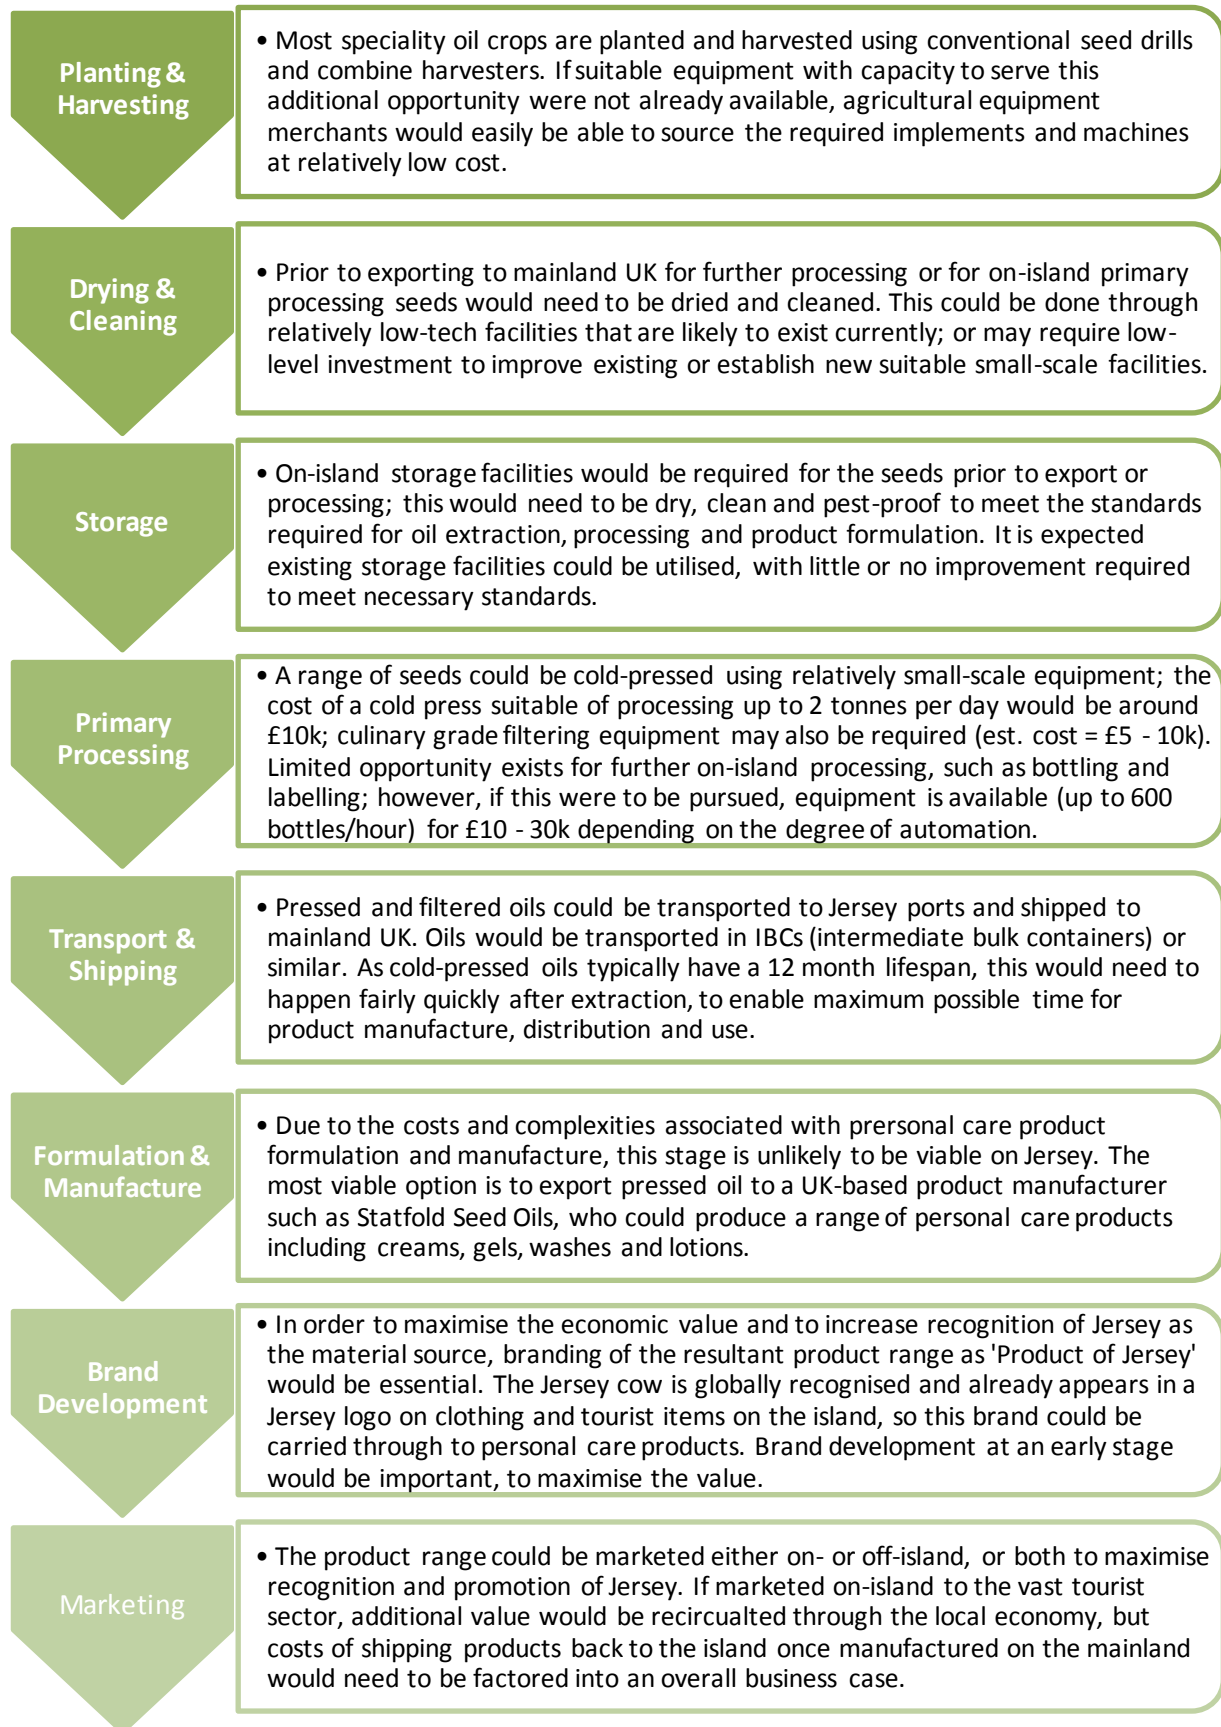 Planting &
Harvesting
• Most speciality oil crops are planted and harvested using conventional seed drills
and combine harvesters. If suitable equipment with capacity to serve this
additional opportunity were not already available, agricultural equipment
merchants would easily be able to source the required implements and machines
at relatively low cost.
Drying &
Cleaning
• Prior to exporting to mainland UK for further processing or for on-island primary
processing seeds would need to be dried and cleaned. This could be done through
relatively low-tech facilities that are likely to exist currently; or may require low-
level investment to improve existing or establish new suitable small-scale facilities.
Storage
• On-island storage facilities would be required for the seeds prior to export or
processing; this would need to be dry, clean and pest-proof to meet the standards
required for oil extraction, processing and product formulation. It is expected
existing storage facilities could be utilised, with little or no improvement required
to meet necessary standards.
Primary
Processing
• A range of seeds could be cold-pressed using relatively small-scale equipment; the
cost of a cold press suitable of processing up to 2 tonnes per day would be around
£10k; culinary grade filtering equipment may also be required (est. cost = £5 - 10k).
Limited opportunity exists for further on-island processing, such as bottling and
labelling; however, if this were to be pursued, equipment is available (up to 600
bottles/hour) for £10 - 30k depending on the degree of automation.
Transport &
Shipping
• Pressed and filtered oils could be transported to Jersey ports and shipped to
mainland UK. Oils would be transported in IBCs (intermediate bulk containers) or
similar. As cold-pressed oils typically have a 12 month lifespan, this would need to
happen fairly quickly after extraction, to enable maximum possible time for
product manufacture, distribution and use.
Formulation &
Manufacture
• Due to the costs and complexities associated with prersonal care product
formulation and manufacture, this stage is unlikely to be viable on Jersey. The
most viable option is to export pressed oil to a UK-based product manufacturer
such as Statfold Seed Oils, who could produce a range of personal care products
including creams, gels, washes and lotions.
Brand
Development
• In order to maximise the economic value and to increase recognition of Jersey as
the material source, branding of the resultant product range as 'Product of Jersey'
would be essential. The Jersey cow is globally recognised and already appears in a
Jersey logo on clothing and tourist items on the island, so this brand could be
carried through to personal care products. Brand development at an early stage
would be important, to maximise the value.
Marketing
• The product range could be marketed either on- or off-island, or both to maximise
recognition and promotion of Jersey. If marketed on-island to the vast tourist
sector, additional value would be recircualted through the local economy, but
costs of shipping products back to the island once manufactured on the mainland
would need to be factored into an overall business case.